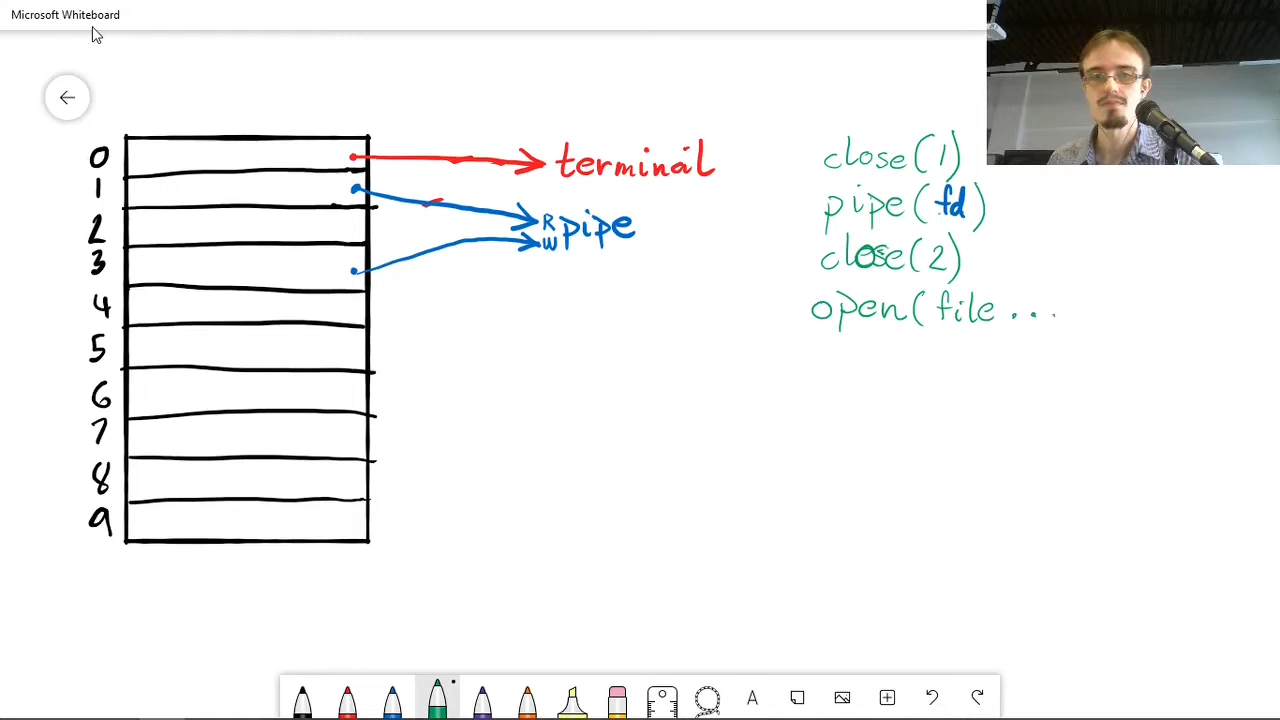 Microsoft Whiteboard
0
terminal
1
2
R pipe
W
3
4
5
6
7
8
9
close(1)
pipe(fd)
close(2)
open(file ...
A